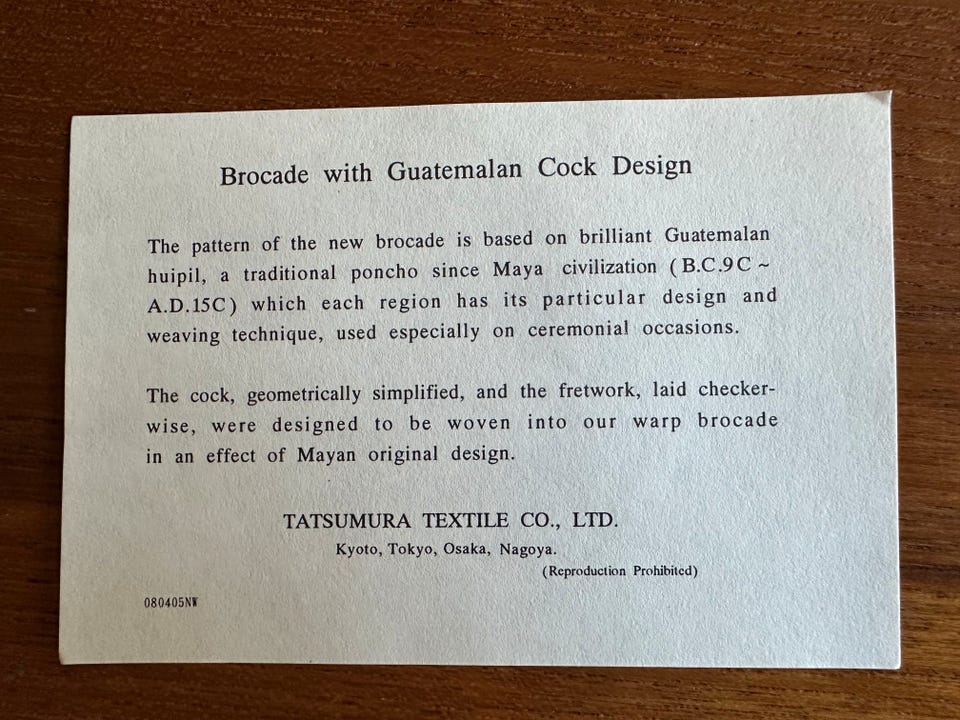 Brocade with Guatemalan Cock Design
The pattern of the new brocade is based on brilliant Guatemalan
huipil, a traditional poncho since Maya civilization (B.C.9C ~
A.D.15C) which each region has its particular design and
weaving technique, used especially on ceremonial occasions.
The cock, geometrically simplified, and the fretwork, laid checker-
wise, were designed to be woven into our warp brocade
in an effect of Mayan original design.
TATSUMURA TEXTILE CO., LTD.
Kyoto, Tokyo, Osaka, Nagoya.
(Reproduction Prohibited)
080405NW